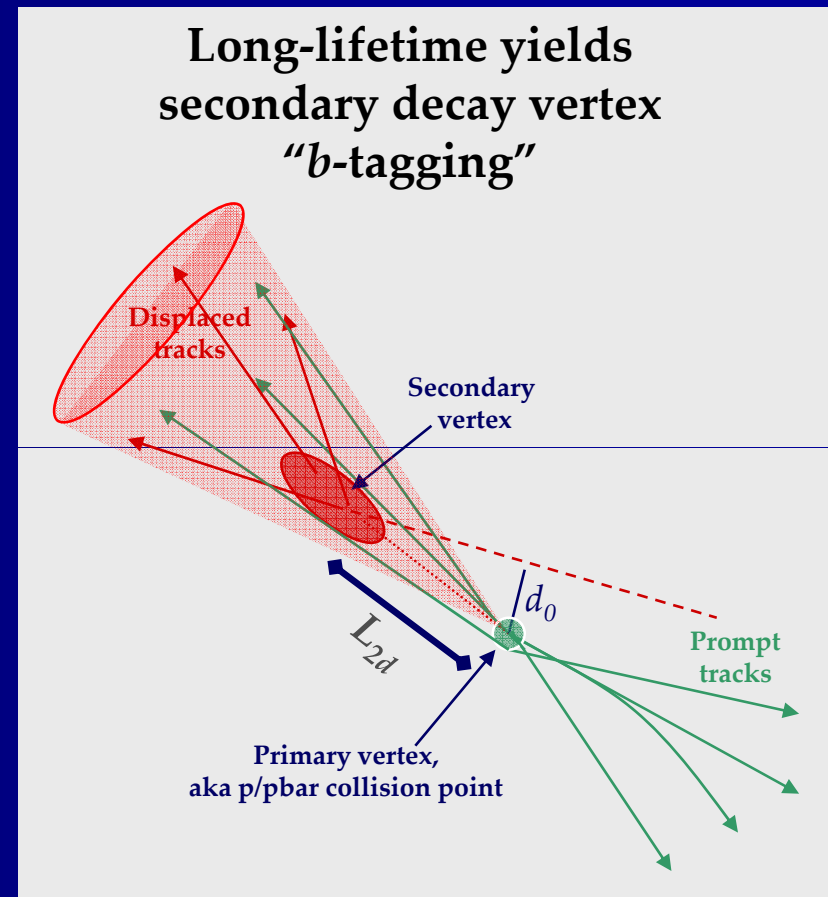 Long-lifetime yields
secondary decay vertex
“b-tagging”
Displaced
tracks
Secondary
vertex
d₀
L₂d
Prompt
tracks
Primary vertex,
aka p/pbar collision point